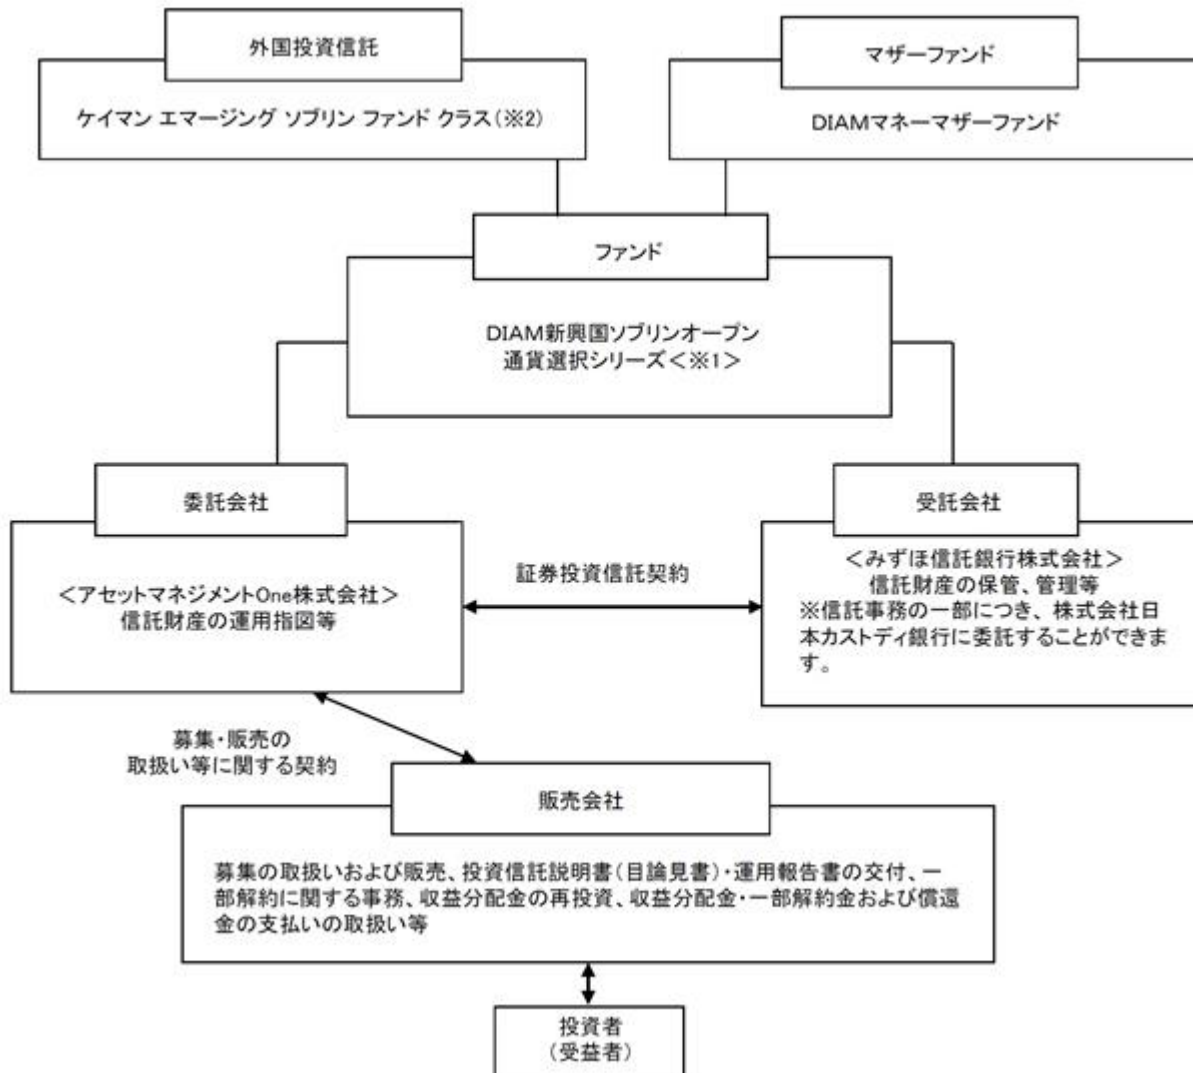 外国投資信託
ケイマン エマージング ソブリン ファンド クラス(※2)
マザーファンド
DIAMマネーマザーファンド
ファンド
DIAM新興国ソブリンオープン
通貨選択シリーズ<※1>
委託会社
<アセットマネジメントOne株式会社>
信託財産の運用指図等
証券投資信託契約
受託会社
<みずほ信託銀行株式会社>
信託財産の保管、管理等
※信託事務の一部につき、株式会社日
本カストディ銀行に委託することができま
す。
募集・販売の
取扱い等に関する契約
販売会社
募集の取扱いおよび販売、投資信託説明書(目論見書)・運用報告書の交付、一
部解約に関する事務、収益分配金の再投資、収益分配金・一部解約金および償還
金の支払いの取扱い等
投資者
(受益者)